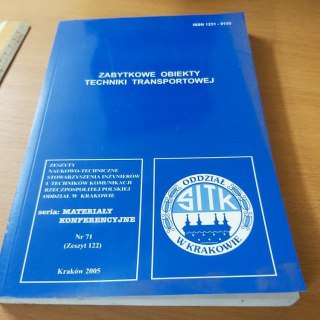 ISSN 1231-9155
ZABYTKOWE OBIEKTY
TECHNIKI TRANSPORTOWEJ
ZESZYTY
NAUKOWO-TECHNICZNE
STOWARZYSZENIA INŻYNIERÓW
I TECHNIKÓW KOMUNIKACJI
RZECZPOSPOLITEJ POLSKIEJ
ODDZIAŁ W KRAKOWIE
seria: MATERIAŁY
KONFERENCYJNE
Nr 71
(Zeszyt 122)
Kraków 2005
ODDZIAŁ
SITK
W KRAKOWIE